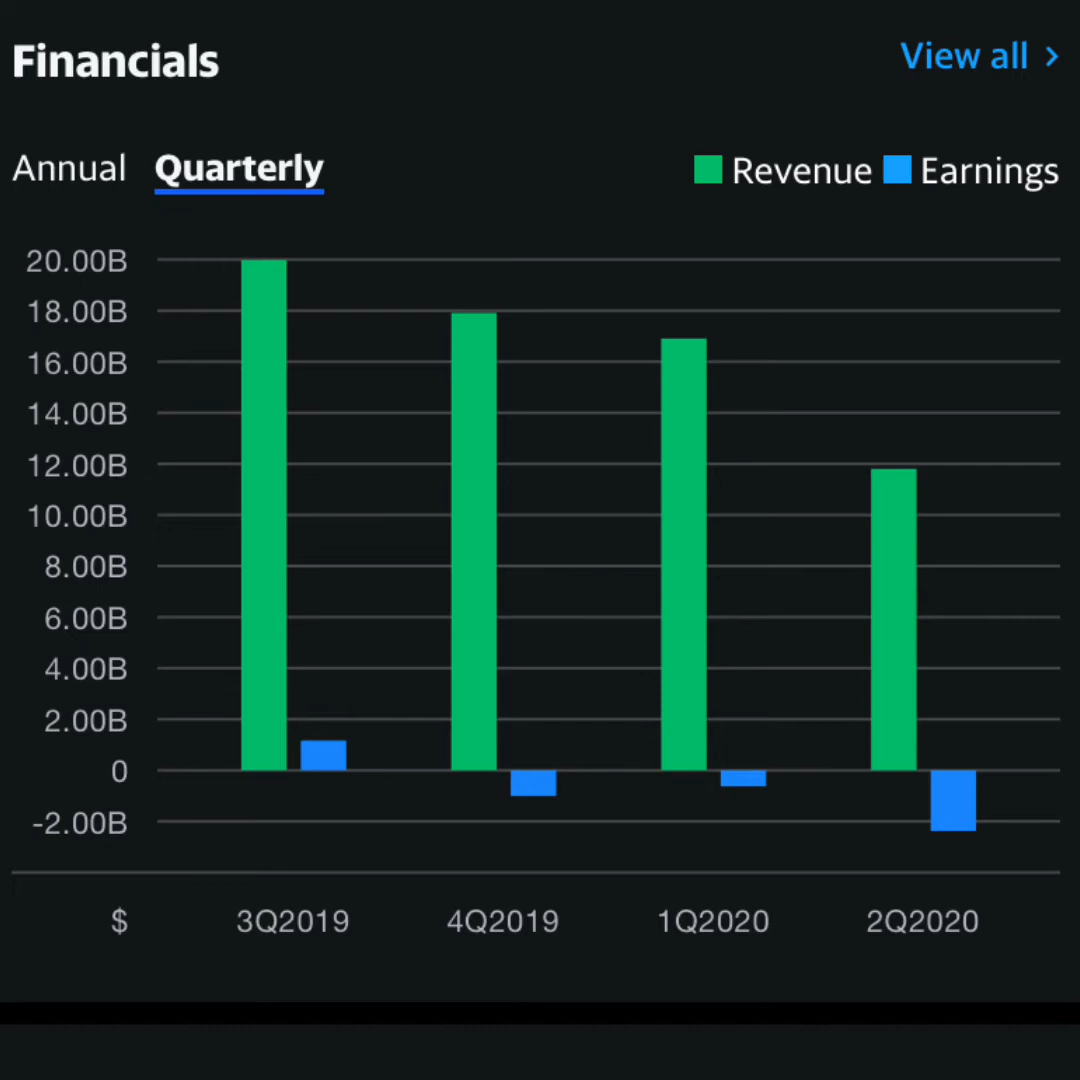 Financials
View all >
Annual Quarterly
Revenue Earnings
20.00B
18.00B
16.00B
14.00B
12.00B
10.00B
8.00B
6.00B
4.00B
2.00B
0
-2.00B
$ 3Q2019 4Q2019 1Q2020 2Q2020